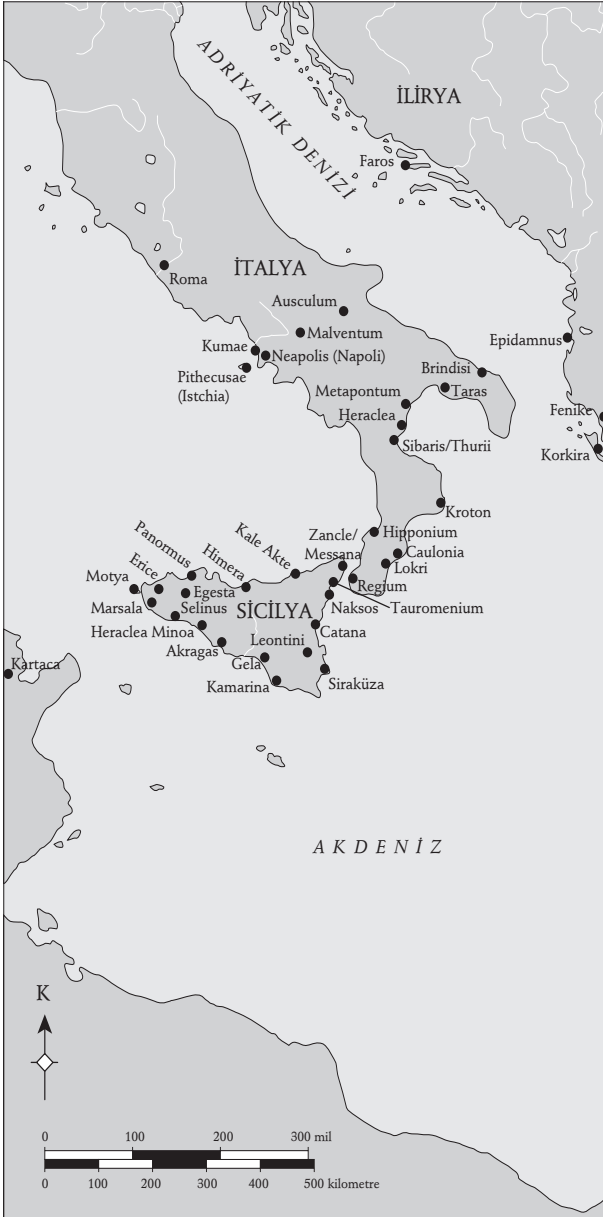 ADRİYATİK DENİZİ
İLİRYA
Faros
Roma
İTALYA
Ausculum
Malventum
Kumae
Neapolis (Napoli)
Pithecusae
(Istchia)
Epidamnus
Brindisi
Taras
Metapontum
Heraclea
Sibaris/Thurii
Fenike
Korkira
Kroton
Hipponium
Caulonia
Lokri
Zancle/
Messana
Regium
Tauromenium
Naksos
Kale Akte
Himera
Panormus
Erice
Motya
Egesta
Marsala
Selinus
SİCİLYA
Heraclea Minoa
Catana
Akragas
Leontini
Gela
Kamarina
Siraküza
Kartaca
AKDENİZ
K
0 100 200 300 mil
0 100 200 300 400 500 kilometre